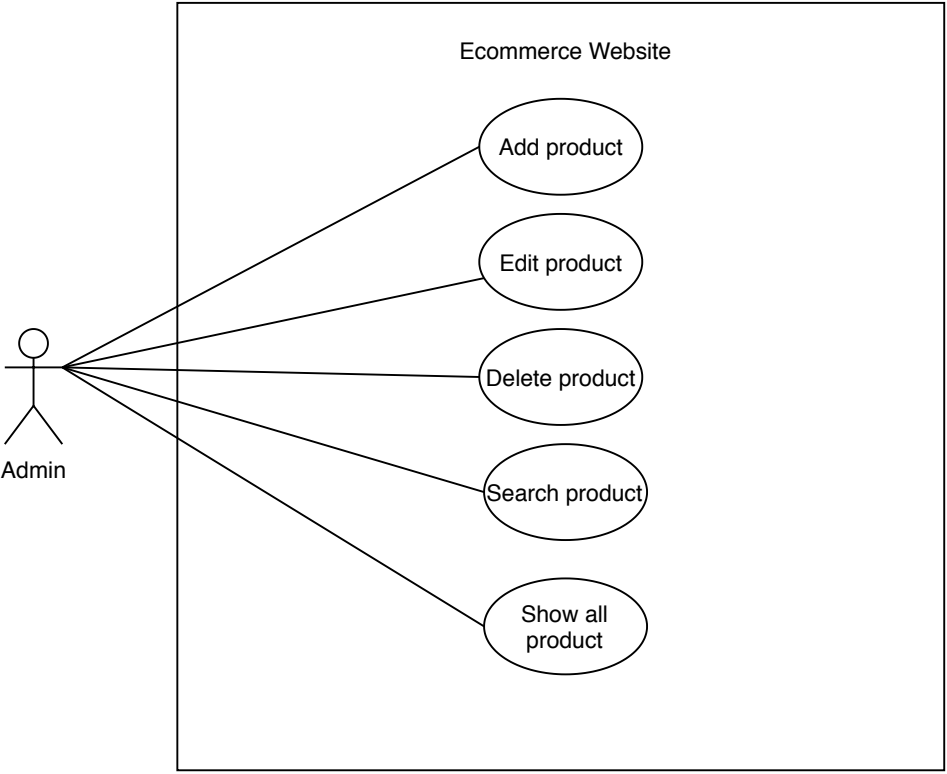 Ecommerce Website
Add product
Edit product
Delete product
Search product
Show all
product
Admin